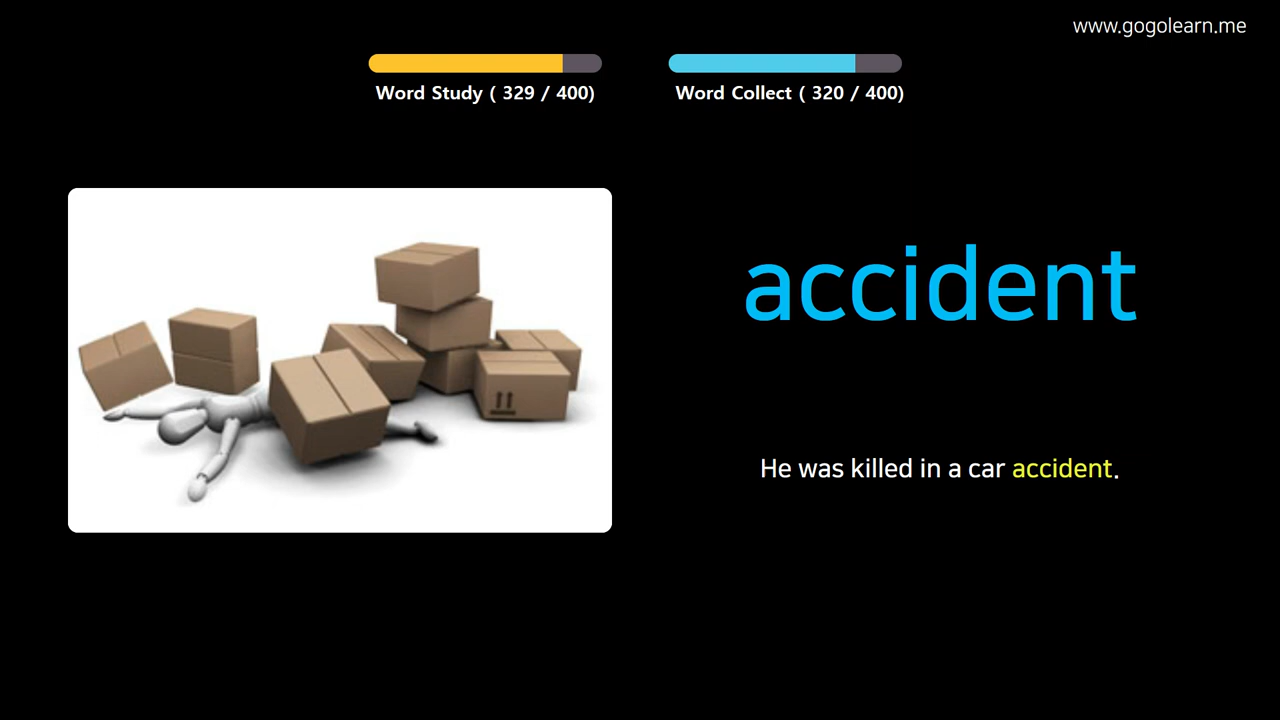 www.gogolearn.me
Word Study ( 329 / 400)
Word Collect ( 320 / 400)
accident
He was killed in a car accident.